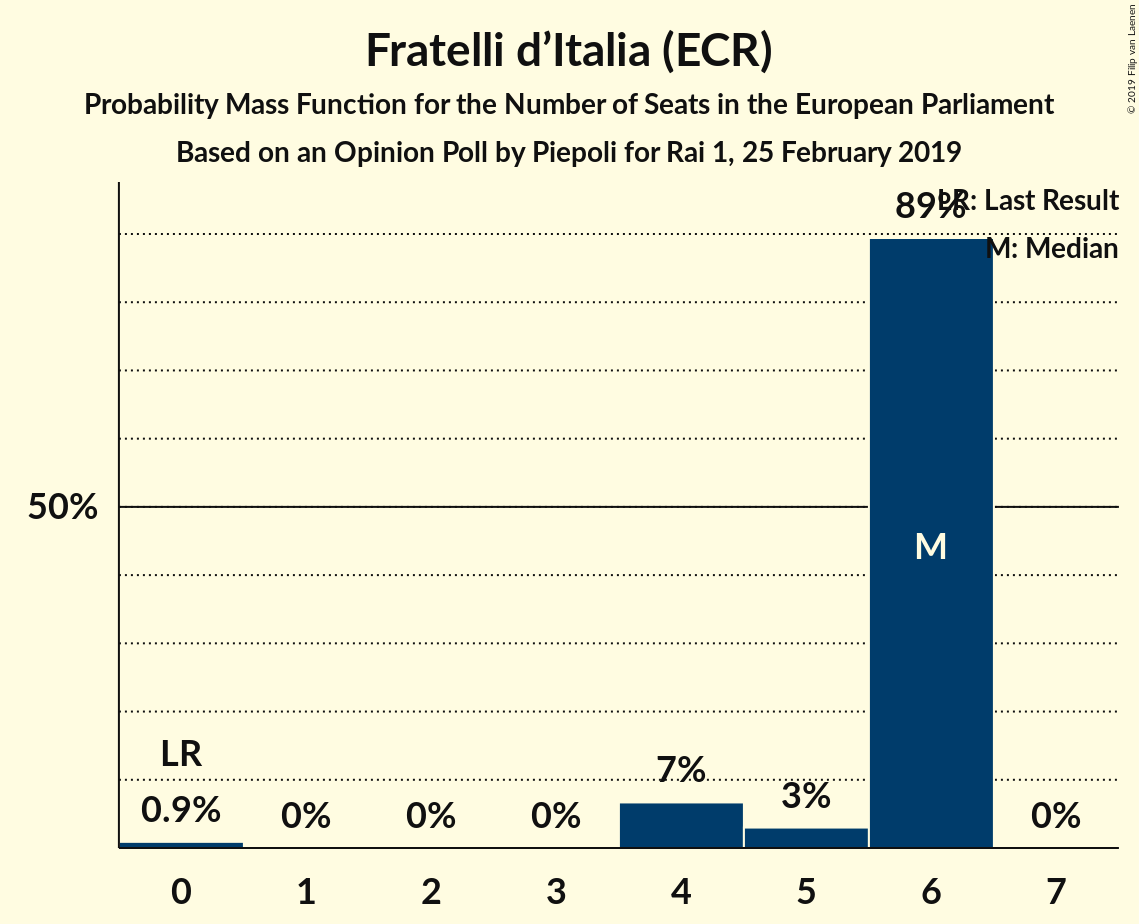 Fratelli d’Italia (ECR)
Probability Mass Function for the Number of Seats in the European Parliament
Based on an Opinion Poll by Piepoli for Rai 1, 25 February 2019
© 2019 Filip van Laenen
LR: Last Result
M: Median
89%
50%
M
LR
0.9% 0% 0% 0% 7% 3% 0%
0 1 2 3 4 5 6 7